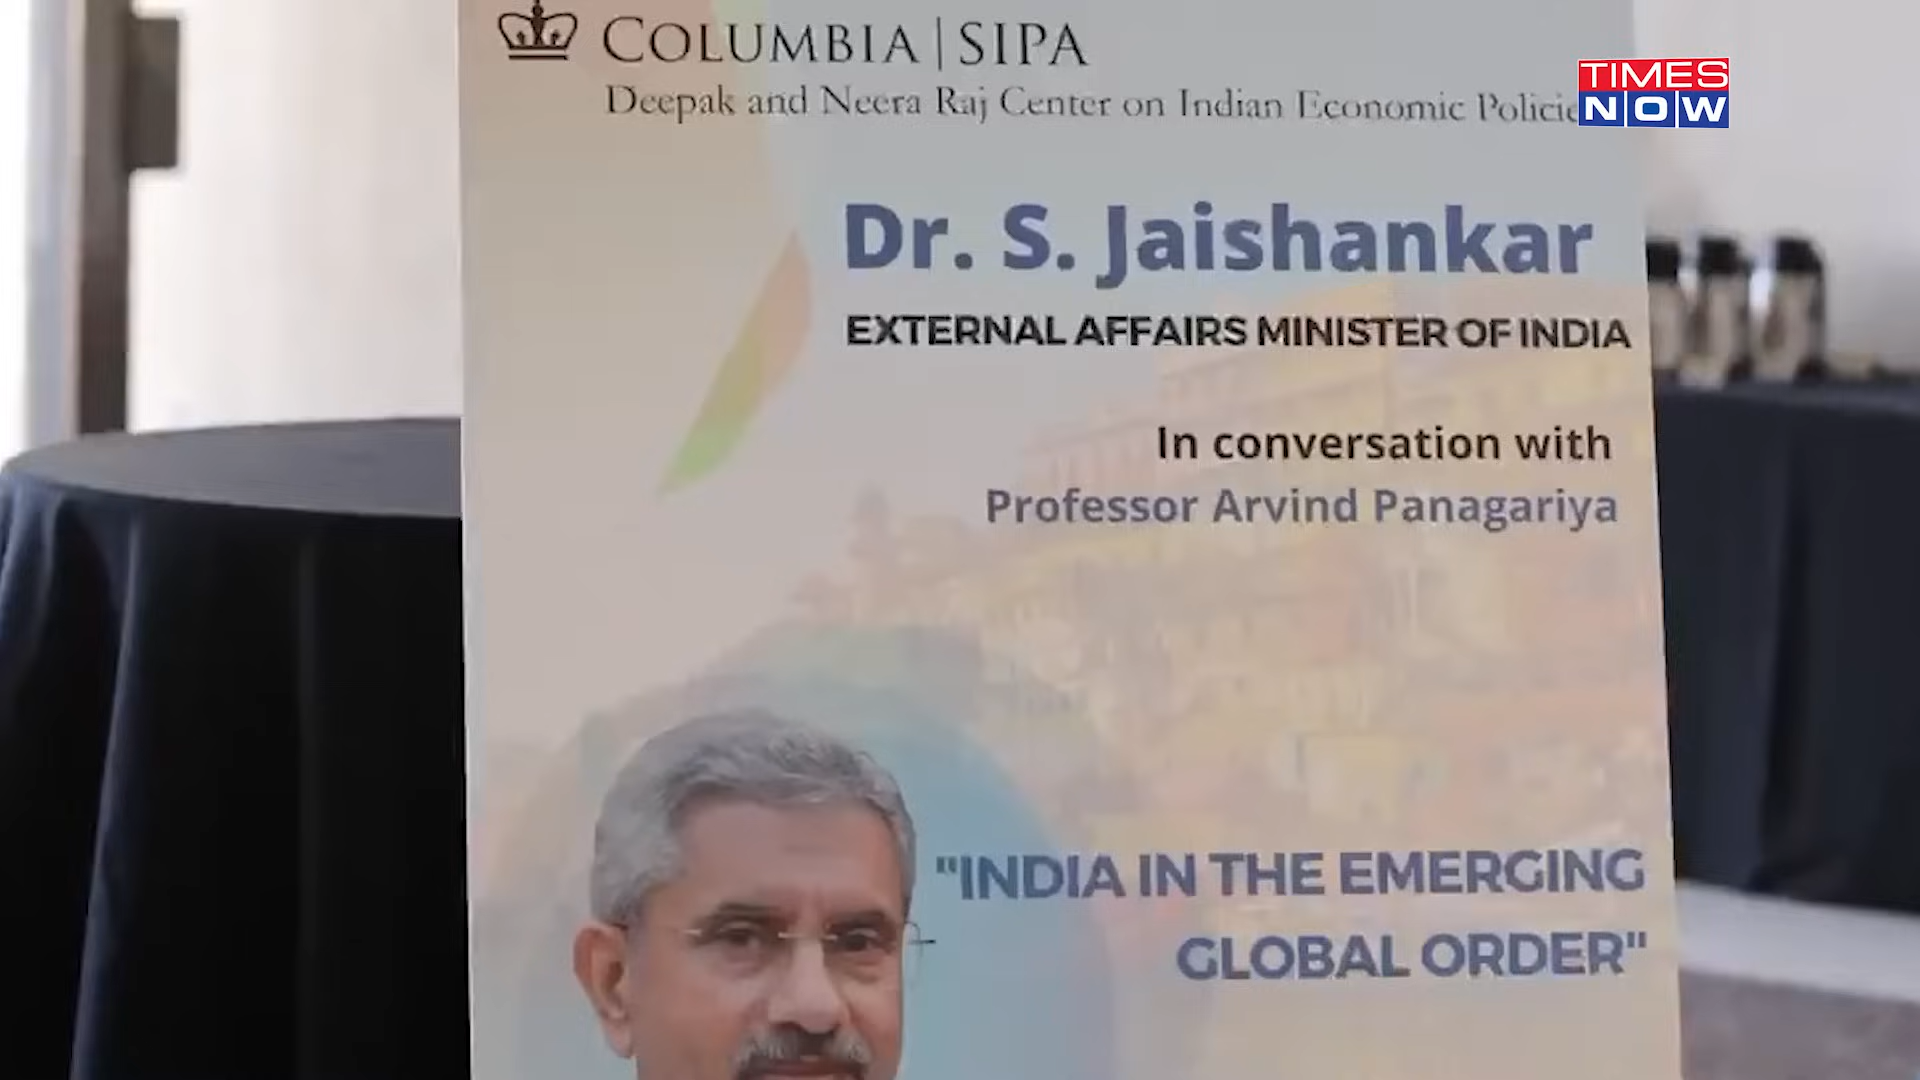 COLUMBIA | SIPA
Deepak and Neera Raj Center on Indian Economic
TIMES
NOW
Dr. S. Jaishankar
EXTERNAL AFFAIRS MINISTER OF INDIA
In conversation with
Professor Arvind Panagariya
"INDIA IN THE EMERGING
GLOBAL ORDER"